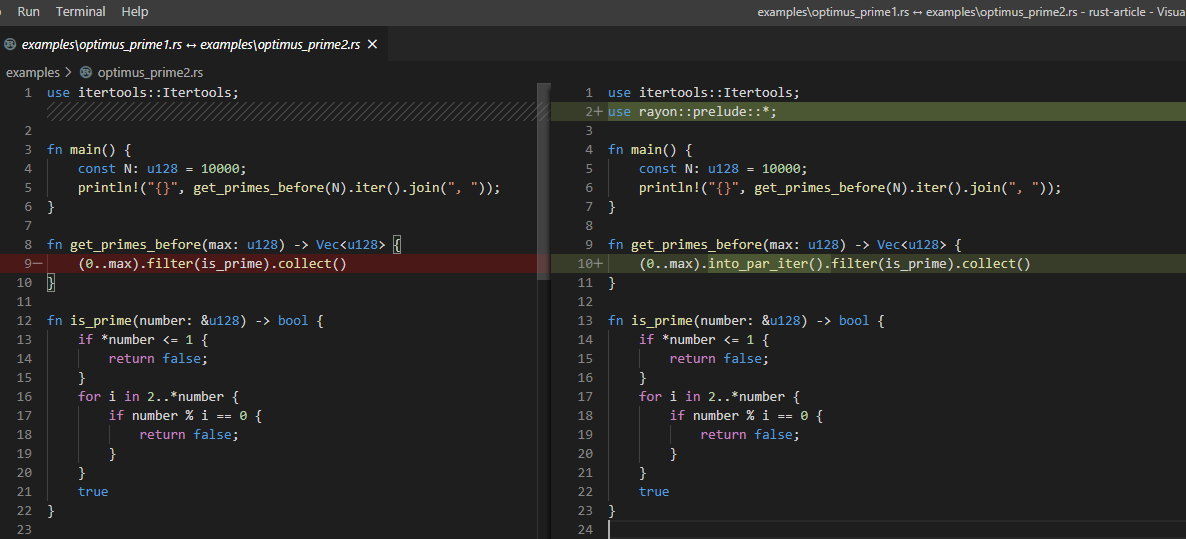 Run Terminal Help examples\optimus_prime1.rs ↔ examples\optimus_prime2.rs - rust-article - Visua
examples\optimus_prime1.rs ↔ examples\optimus_prime2.rs ×
examples > optimus_prime2.rs
1 use itertools::Itertools;
2
3 fn main() {
4     const N: u128 = 10000;
5     println!("{}", get_primes_before(N).iter().join(", "));
6 }
7
8 fn get_primes_before(max: u128) -> Vec<u128> {
9−     (0..max).filter(is_prime).collect()
10 }
11
12 fn is_prime(number: &u128) -> bool {
13     if *number <= 1 {
14         return false;
15     }
16     for i in 2..*number {
17         if number % i == 0 {
18             return false;
19         }
20     }
21     true
22 }
23
1 use itertools::Itertools;
2+ use rayon::prelude::*;
3
4 fn main() {
5     const N: u128 = 10000;
6     println!("{}", get_primes_before(N).iter().join(", "));
7 }
8
9 fn get_primes_before(max: u128) -> Vec<u128> {
10+     (0..max).into_par_iter().filter(is_prime).collect()
11 }
12
13 fn is_prime(number: &u128) -> bool {
14     if *number <= 1 {
15         return false;
16     }
17     for i in 2..*number {
18         if number % i == 0 {
19             return false;
20         }
21     }
22     true
23 }
24